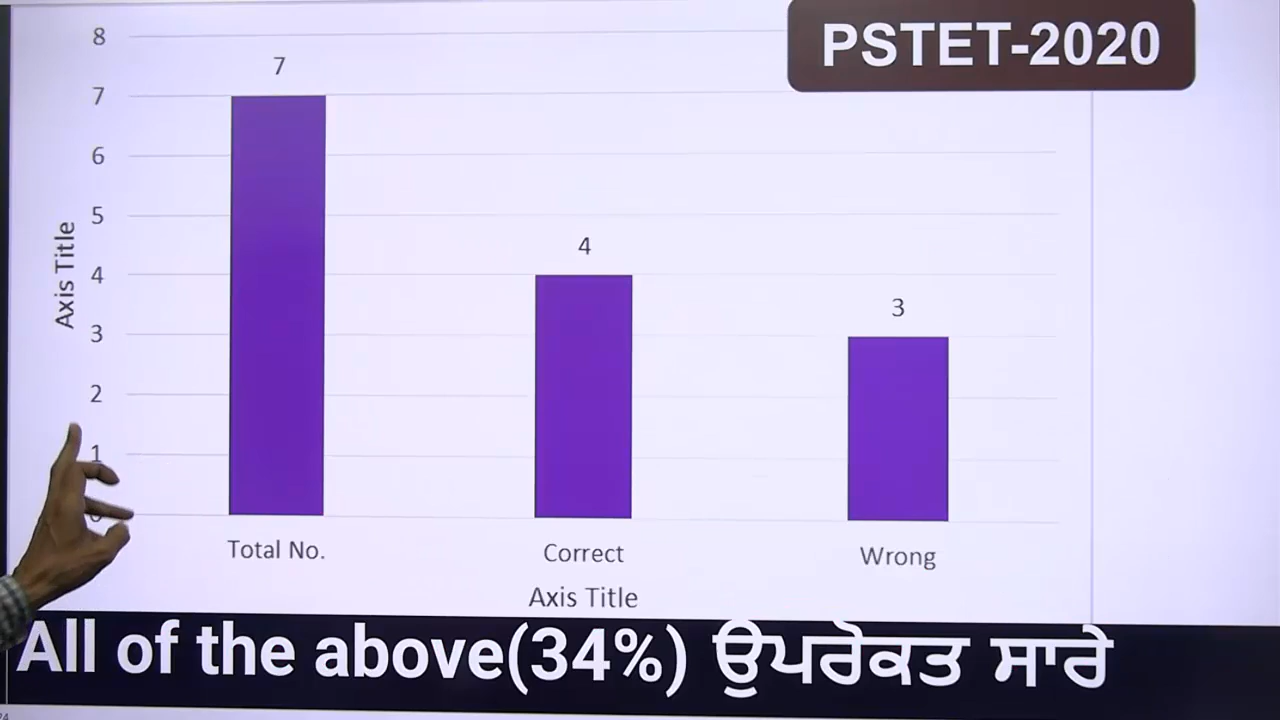 PSTET-2020
8
7
7
6
5
4
4
3
3
2
1
Axis Title
Total No.
Correct
Wrong
Axis Title
All of the above(34%) ਉਪਰੋਕਤ ਸਾਰੇ